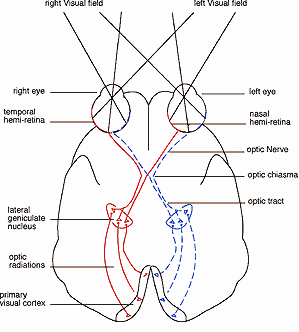 right Visual field
left Visual field
right eye
left eye
temporal
hemi-retina
nasal
hemi-retina
optic Nerve
optic chiasma
optic tract
lateral
geniculate
nucleus
optic
radiations
primary
visual cortex